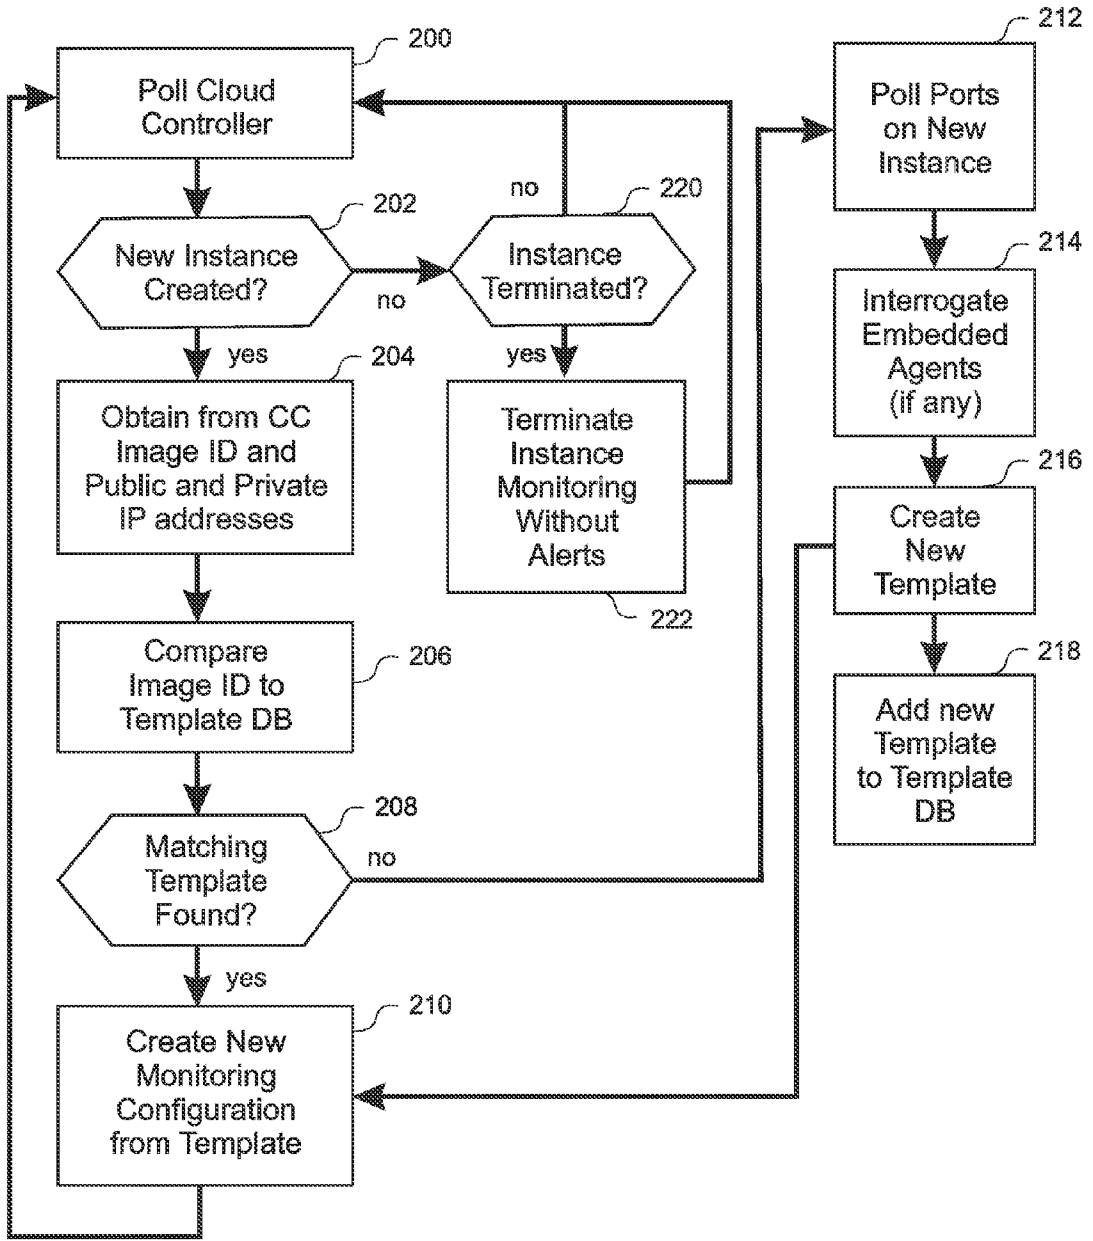 200
Poll Cloud
Controller
202
New Instance
Created?
no
yes
204
Obtain from CC
Image ID and
Public and Private
IP addresses
206
Compare
Image ID to
Template DB
208
Matching
Template
Found?
no
yes
210
Create New
Monitoring
Configuration
from Template
220
no
Instance
Terminated?
yes
Terminate
Instance
Monitoring
Without
Alerts
222
212
Poll Ports
on New
Instance
214
Interrogate
Embedded
Agents
(if any)
216
Create
New
Template
218
Add new
Template
to Template
DB